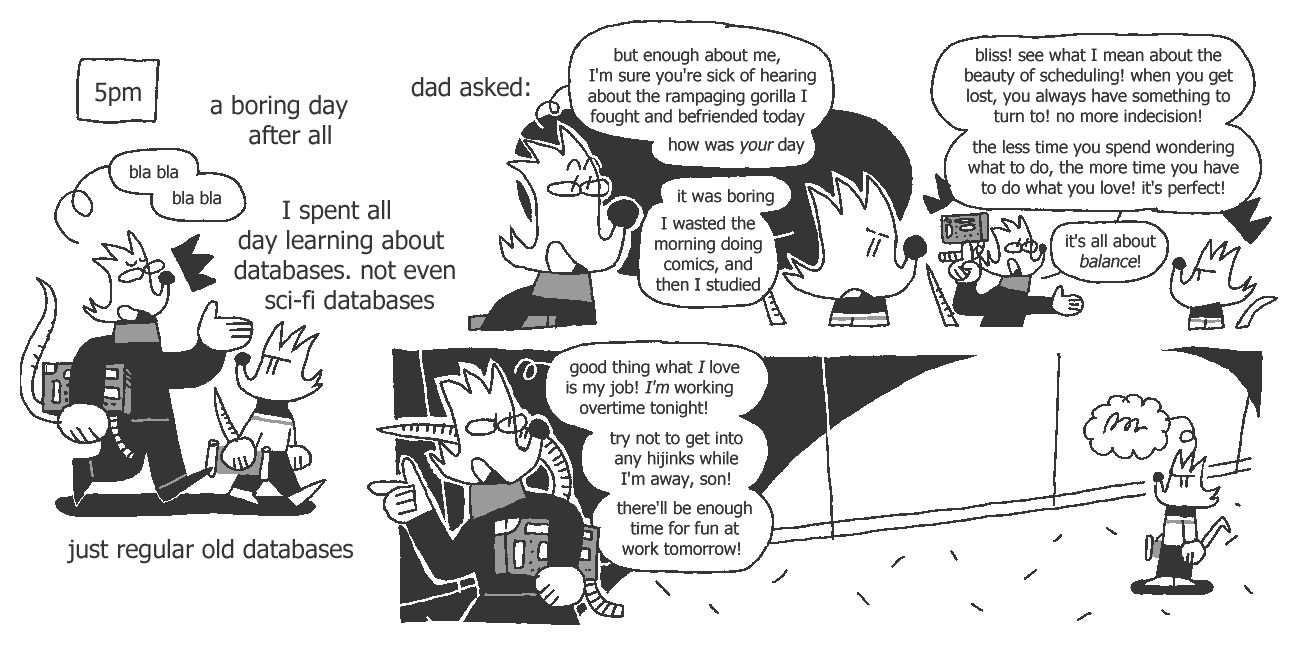 5pm
a boring day
after all
bla bla
bla bla
I spent all
day learning about
databases. not even
sci-fi databases
just regular old databases
dad asked:
but enough about me,
I'm sure you're sick of hearing
about the rampaging gorilla I
fought and befriended today
how was your day
it was boring
I wasted the
morning doing
comics, and
then I studied
bliss! see what I mean about the
beauty of scheduling! when you get
lost, you always have something to
turn to! no more indecision!
the less time you spend wondering
what to do, the more time you have
to do what you love! it's perfect!
it's all about
balance!
good thing what I love
is my job! I'm working
overtime tonight!
try not to get into
any hijinks while
I'm away, son!
there'll be enough
time for fun at
work tomorrow!